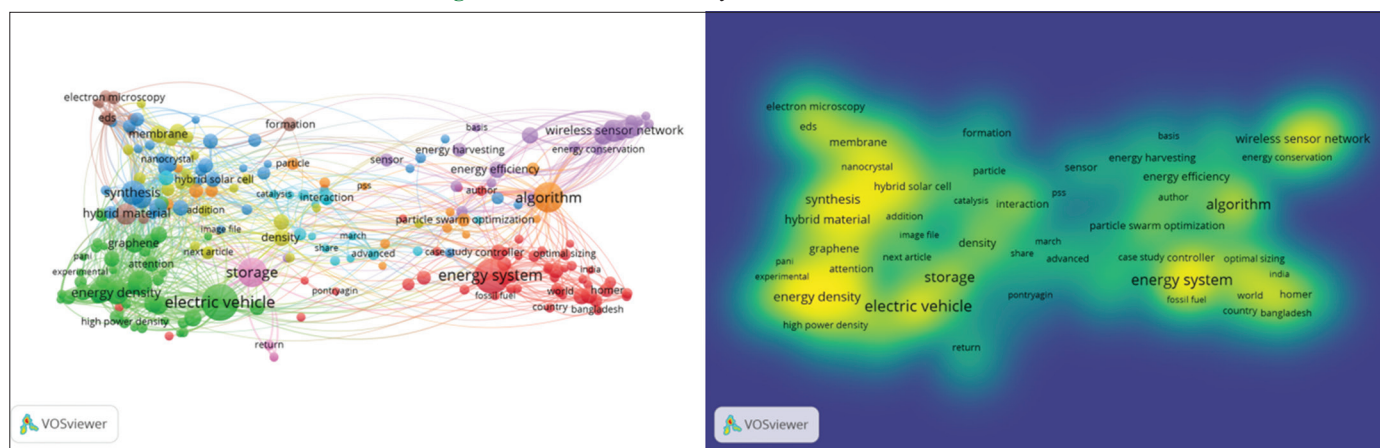 electron microscopy
eds
membrane
formation
basis
wireless sensor network
nanocrystal
particle
sensor
energy harvesting
energy conservation
hybrid solar cell
energy efficiency
synthesis
catalysis
interaction
pss
author
algorithm
hybrid material
addition
particle swarm optimization
image file
graphene
density
march
pani
attention
next article
share
advanced
case study controller
optimal sizing
experimental
storage
energy system
india
energy density
electric vehicle
pontryagin
fossil fuel
world
homer
high power density
country
bangladesh
return
VOSviewer
electron microscopy
eds
membrane
formation
basis
wireless sensor network
nanocrystal
particle
sensor
energy harvesting
energy conservation
hybrid solar cell
energy efficiency
synthesis
catalysis
interaction
pss
author
algorithm
hybrid material
addition
particle swarm optimization
image file
graphene
density
march
pani
attention
next article
share
advanced
case study controller
optimal sizing
experimental
storage
energy system
india
energy density
electric vehicle
pontryagin
fossil fuel
world
homer
high power density
country
bangladesh
return
VOSviewer